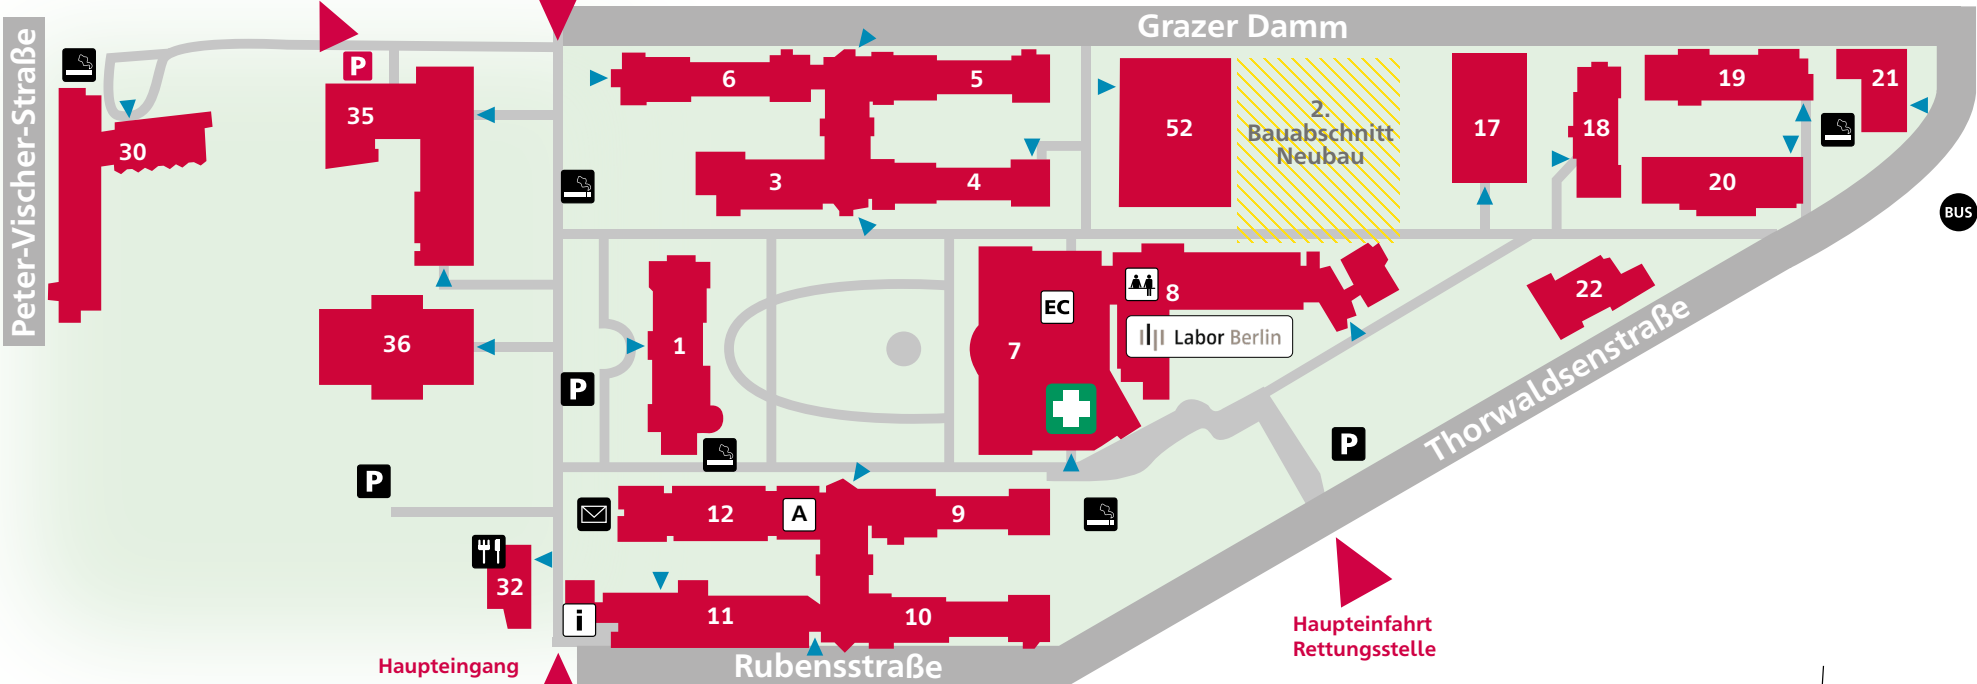 Grazer Damm
Peter-Vischer-Straße
P
35
30
6
5
3
4
52
2.
Bauabschnitt
Neubau
17
18
19
20
21
BUS
22
36
1
P
EC
7
8
Labor Berlin
P
P
Thorwaldsenstraße
12
A
9
32
i
11
10
Haupteingang
Rubensstraße
Haupteinfahrt
Rettungsstelle